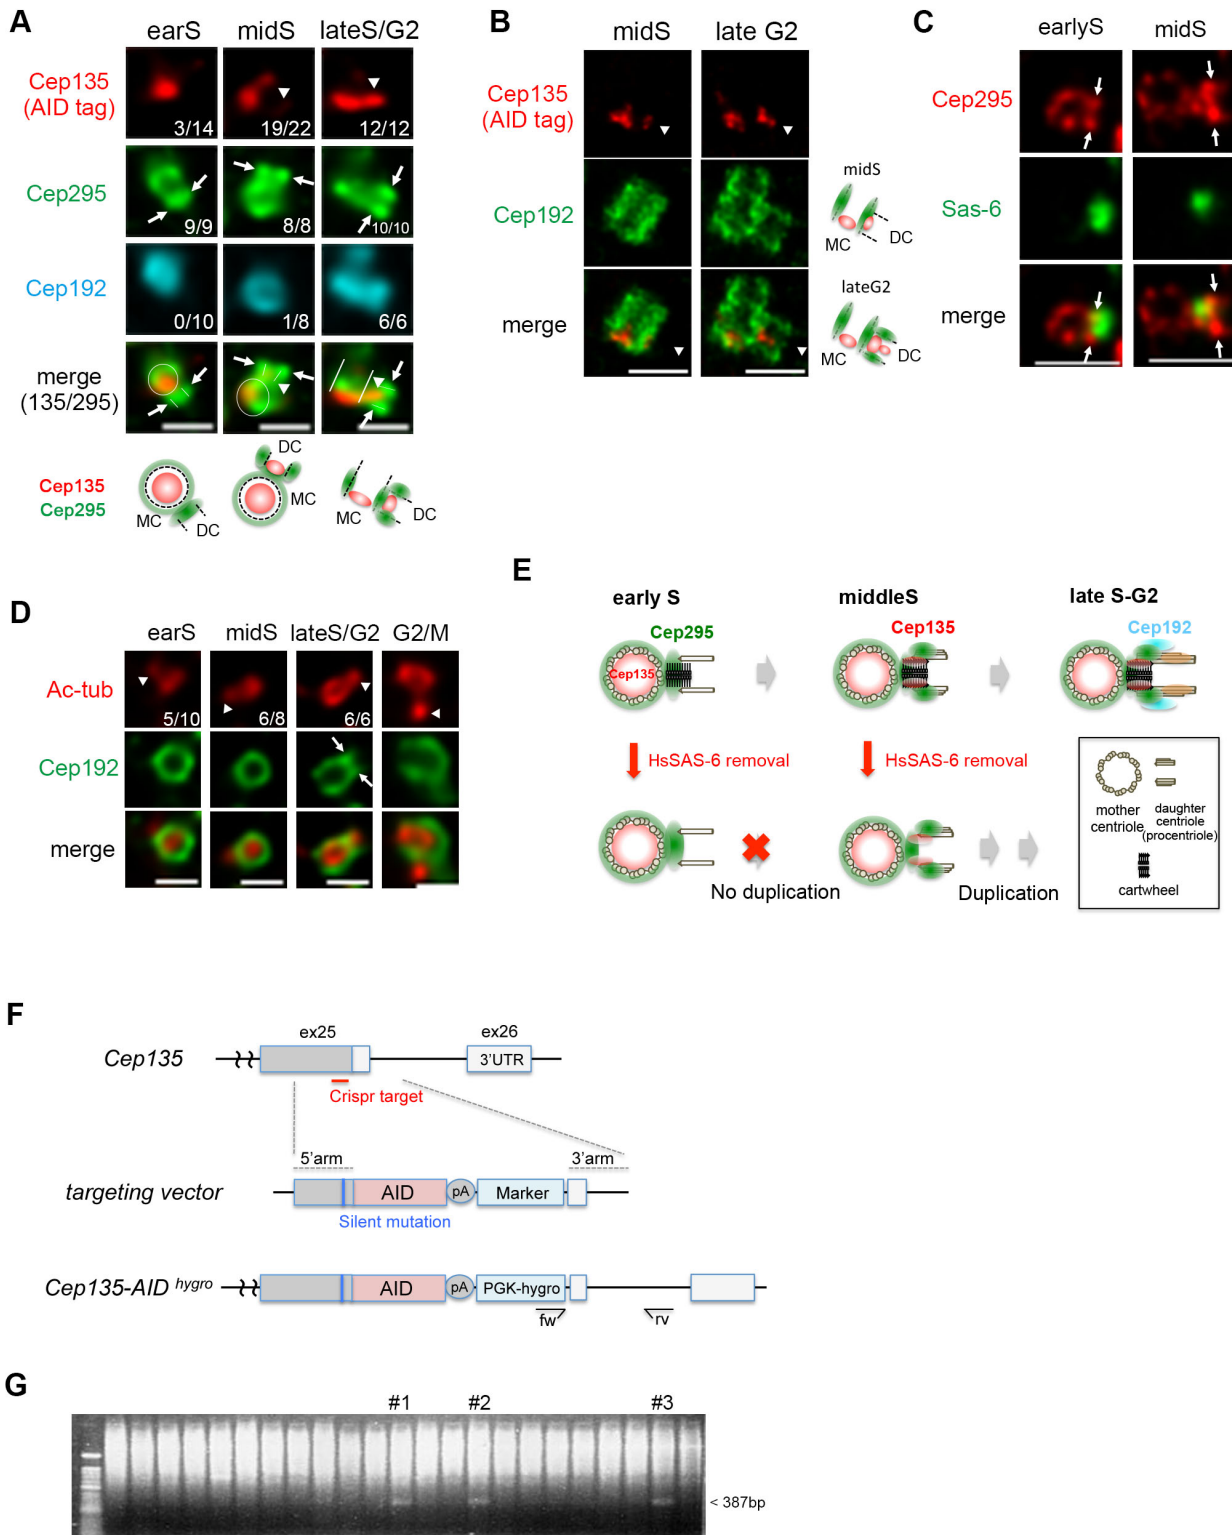 A
earS midS lateS/G2
Cep135
(AID tag)
3/14 19/22 12/12
Cep295
9/9 8/8 10/10
Cep192
0/10 1/8 6/6
merge
(135/295)
Cep135
Cep295
MC DC
DC MC
MC DC
B
midS late G2
Cep135
(AID tag)
Cep192
merge
midS
MC DC
lateG2
MC DC
C
earlyS midS
Cep295
Sas-6
merge
D
earS midS lateS/G2 G2/M
Ac-tub
5/10 6/8 6/6
Cep192
merge
E
early S middleS late S-G2
Cep295 Cep135 Cep192
Cep135
HsSAS-6 removal HsSAS-6 removal
No duplication Duplication
mother
centriole
daughter
centriole
(procentriole)
cartwheel
F
ex25 ex26
Cep135 3'UTR
Crispr target
5'arm 3'arm
targeting vector AID pA Marker
Silent mutation
Cep135-AID hygro AID pA PGK-hygro
fw rv
G
#1 #2 #3
< 387bp